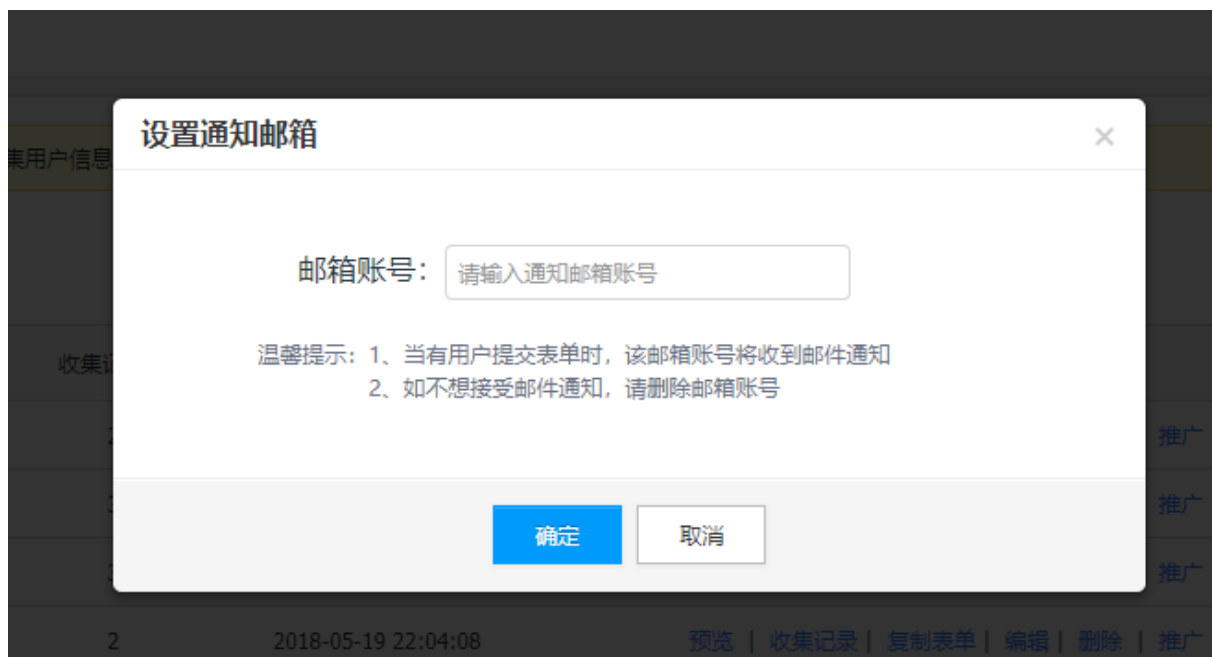 设置通知邮箱
×
集用户信息
邮箱账号： 请输入通知邮箱账号
收集记
温馨提示：1、当有用户提交表单时，该邮箱账号将收到邮件通知
2、如不想接受邮件通知，请删除邮箱账号
推广
推广
确定 取消
推广
2 2018-05-19 22:04:08 预览 | 收集记录 | 复制表单 | 编辑 | 删除 | 推广